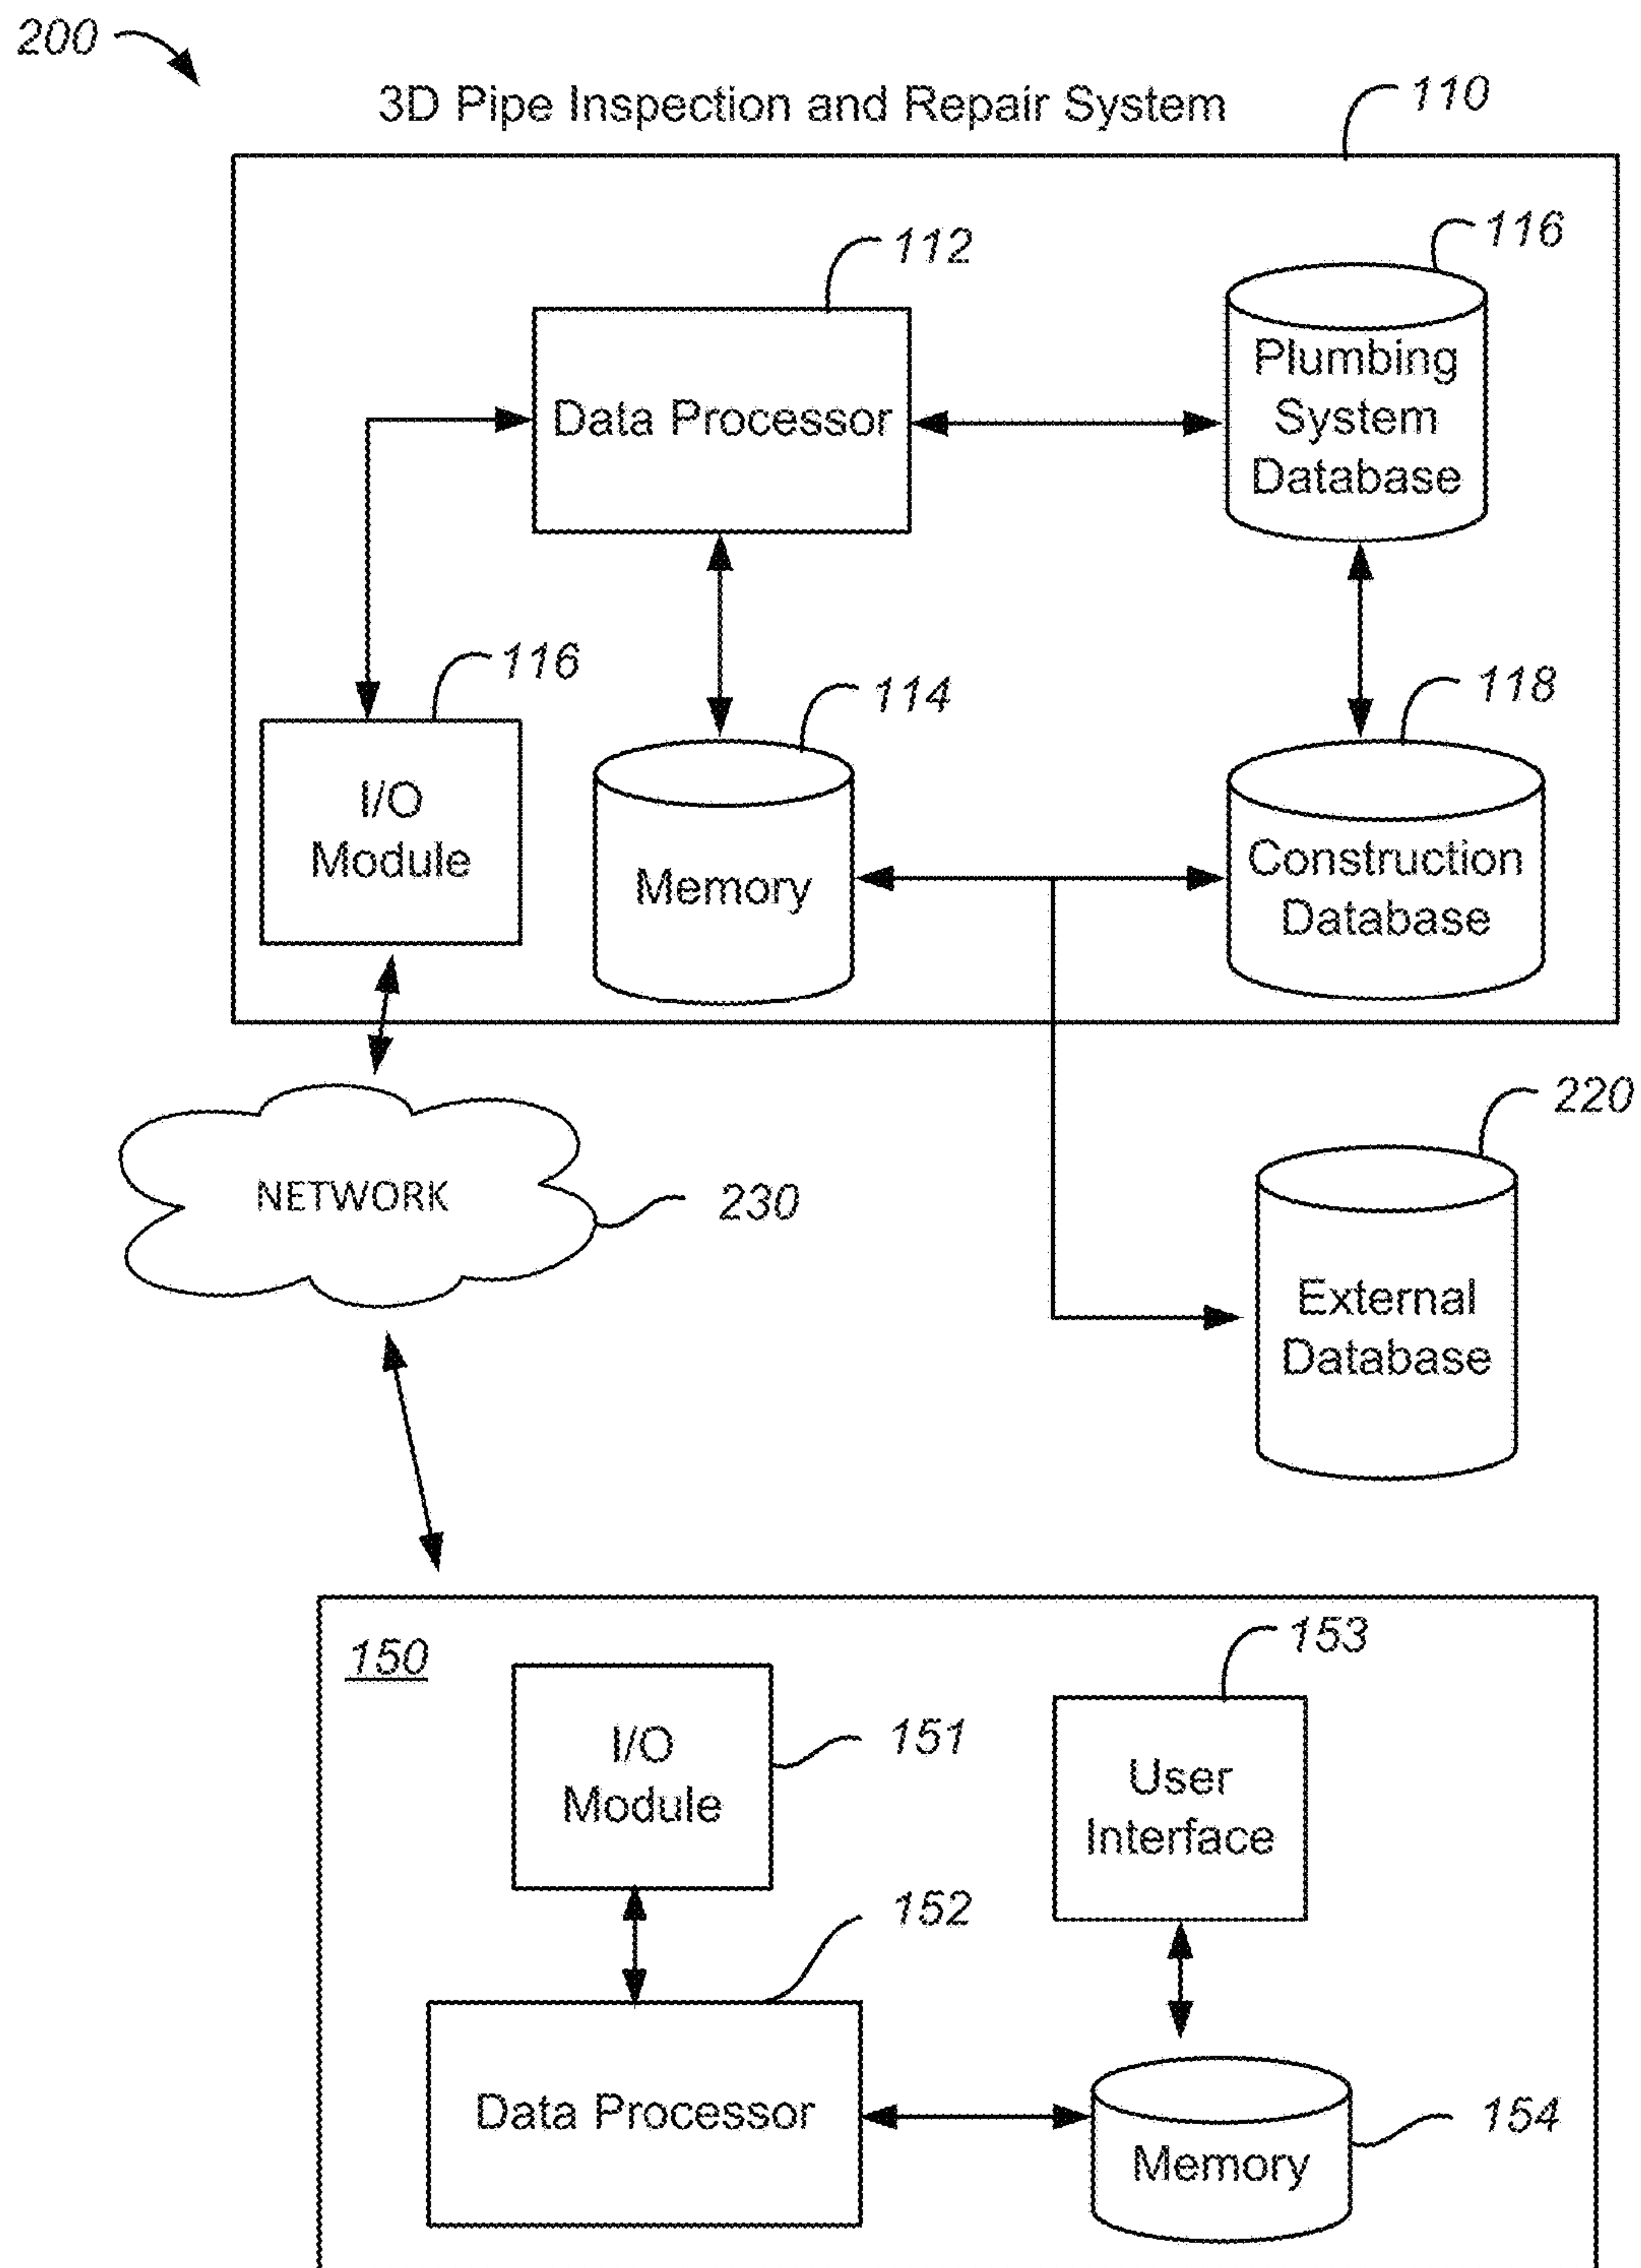 200
3D Pipe Inspection and Repair System
110
112
116
Data Processor
Plumbing
System
Database
116
114
118
I/O
Module
Memory
Construction
Database
220
NETWORK
230
External
Database
150
153
I/O
Module
151
User
Interface
152
Data Processor
Memory
154